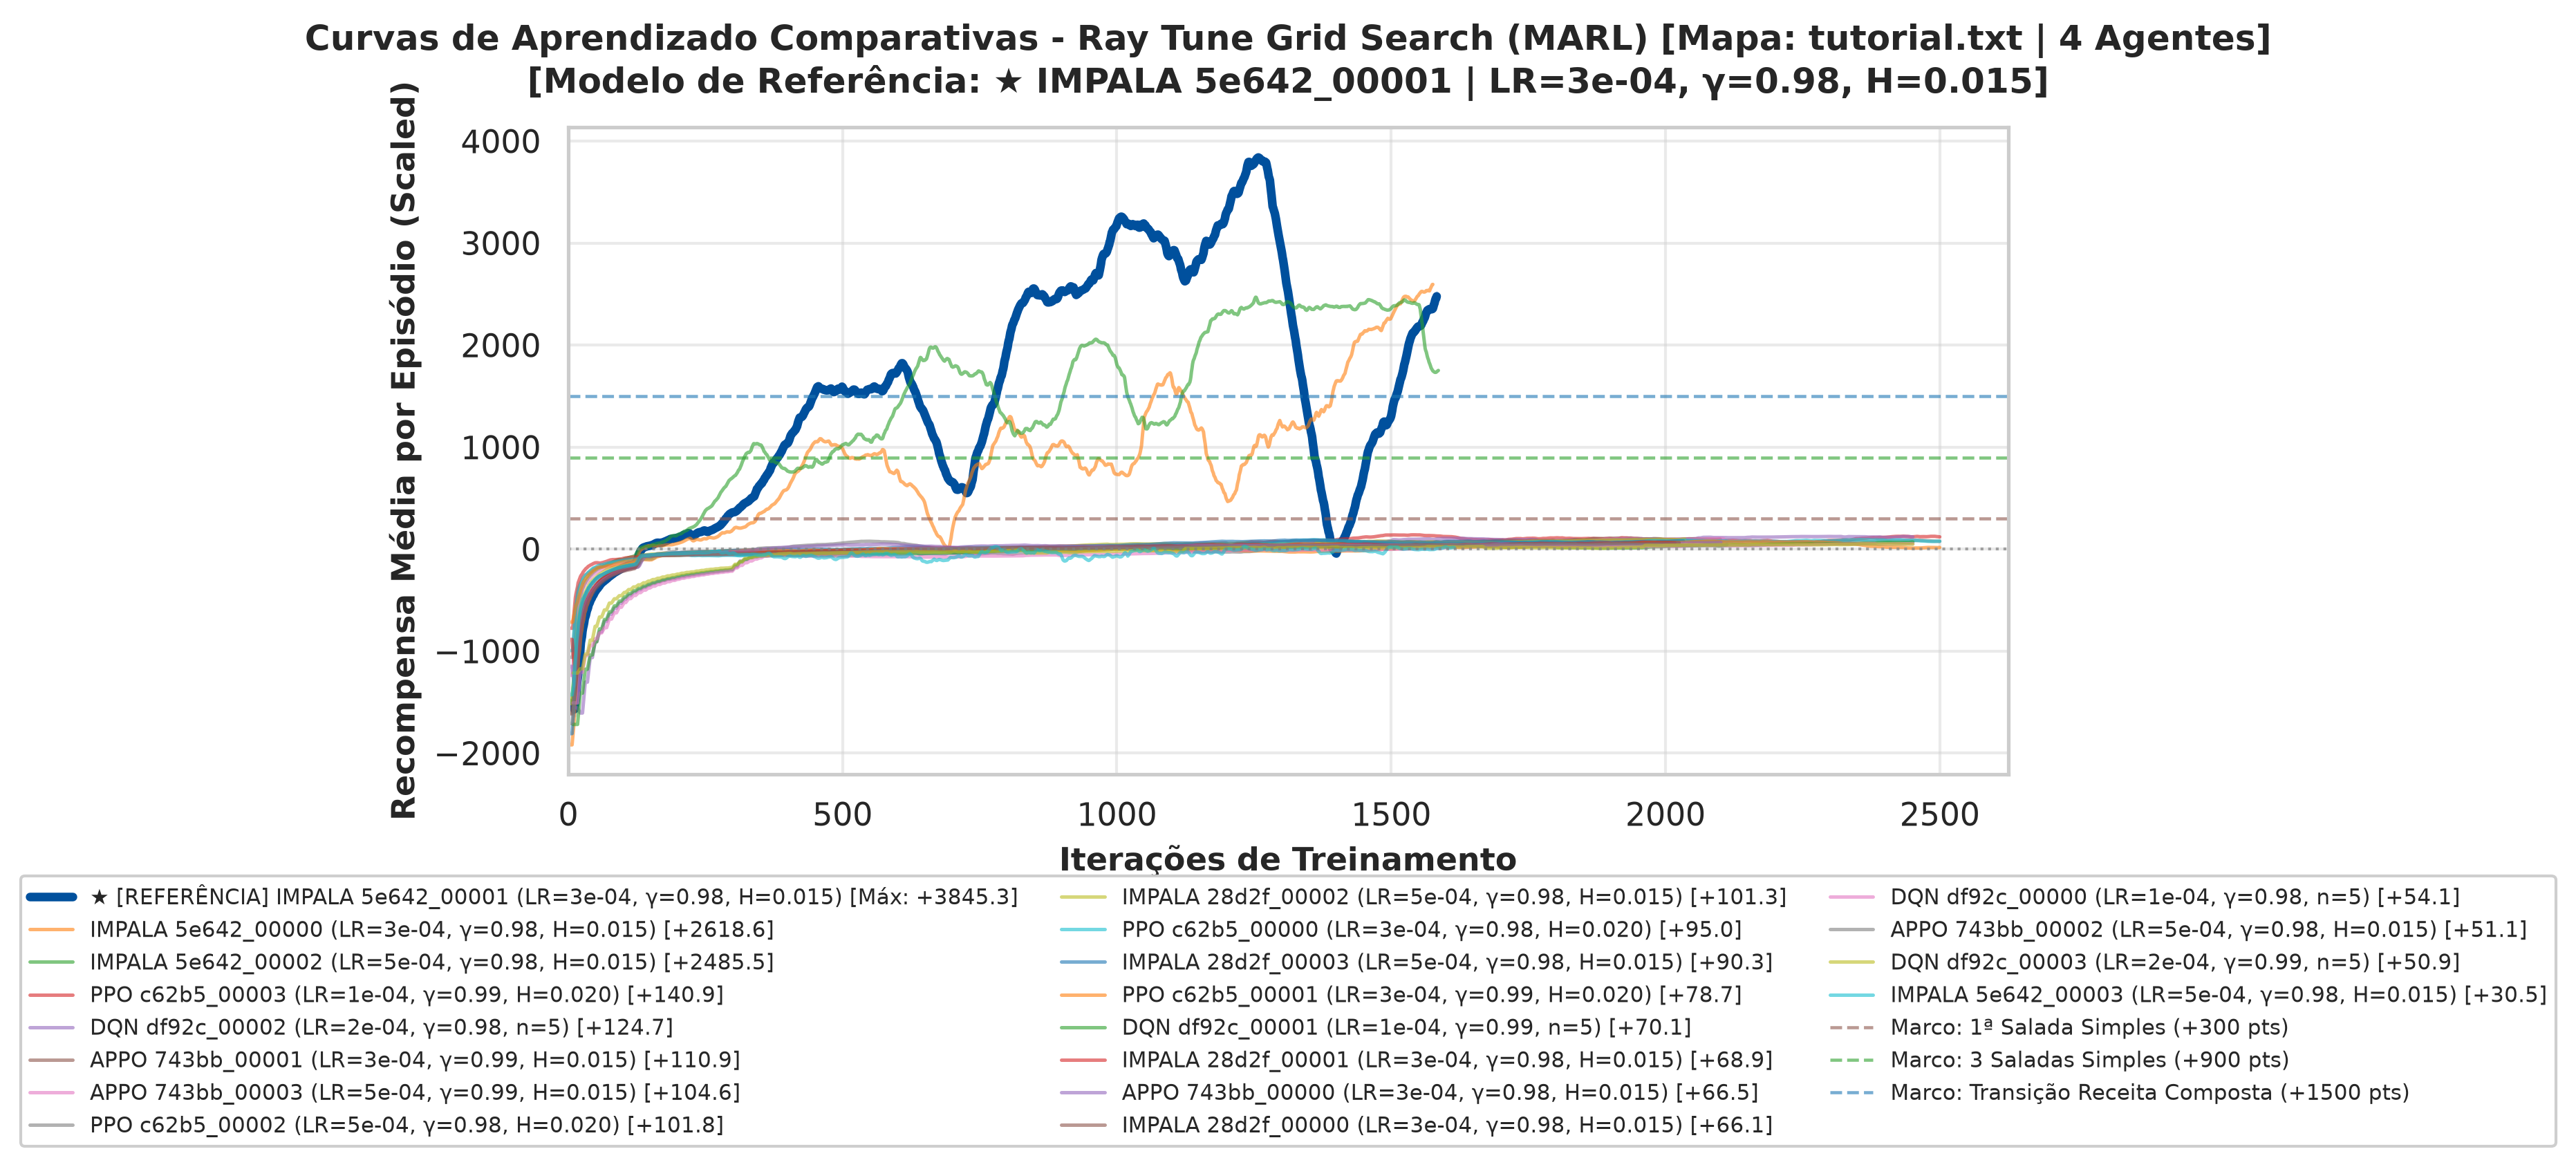 Curvas de Aprendizado Comparativas - Ray Tune Grid Search (MARL) [Mapa: tutorial.txt | 4 Agentes]
[Modelo de Referência: ★ IMPALA 5e642_00001 | LR=3e-04, γ=0.98, H=0.015]
Recompensa Média por Episódio (Scaled)
4000
3000
2000
1000
0
−1000
−2000
0
500
1000
1500
2000
2500
Iterações de Treinamento
★ [REFERÊNCIA] IMPALA 5e642_00001 (LR=3e-04, γ=0.98, H=0.015) [Máx: +3845.3]
IMPALA 5e642_00000 (LR=3e-04, γ=0.98, H=0.015) [+2618.6]
IMPALA 5e642_00002 (LR=5e-04, γ=0.98, H=0.015) [+2485.5]
PPO c62b5_00003 (LR=1e-04, γ=0.99, H=0.020) [+140.9]
DQN df92c_00002 (LR=2e-04, γ=0.98, n=5) [+124.7]
APPO 743bb_00001 (LR=3e-04, γ=0.99, H=0.015) [+110.9]
APPO 743bb_00003 (LR=5e-04, γ=0.99, H=0.015) [+104.6]
PPO c62b5_00002 (LR=5e-04, γ=0.98, H=0.020) [+101.8]
IMPALA 28d2f_00002 (LR=5e-04, γ=0.98, H=0.015) [+101.3]
PPO c62b5_00000 (LR=3e-04, γ=0.98, H=0.020) [+95.0]
IMPALA 28d2f_00003 (LR=5e-04, γ=0.98, H=0.015) [+90.3]
PPO c62b5_00001 (LR=3e-04, γ=0.99, H=0.020) [+78.7]
DQN df92c_00001 (LR=1e-04, γ=0.99, n=5) [+70.1]
IMPALA 28d2f_00001 (LR=3e-04, γ=0.98, H=0.015) [+68.9]
APPO 743bb_00000 (LR=3e-04, γ=0.98, H=0.015) [+66.5]
IMPALA 28d2f_00000 (LR=3e-04, γ=0.98, H=0.015) [+66.1]
DQN df92c_00000 (LR=1e-04, γ=0.98, n=5) [+54.1]
APPO 743bb_00002 (LR=5e-04, γ=0.98, H=0.015) [+51.1]
DQN df92c_00003 (LR=2e-04, γ=0.99, n=5) [+50.9]
IMPALA 5e642_00003 (LR=5e-04, γ=0.98, H=0.015) [+30.5]
Marco: 1ª Salada Simples (+300 pts)
Marco: 3 Saladas Simples (+900 pts)
Marco: Transição Receita Composta (+1500 pts)